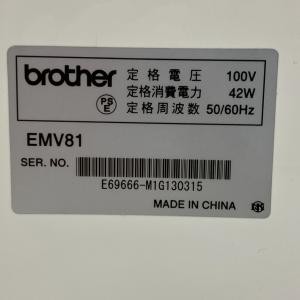 brother
定格電圧 100V
定格消費電力 42W
定格周波数 50/60Hz
PS
E
EMV81
SER. NO.
E69666-M1G130315
MADE IN CHINA